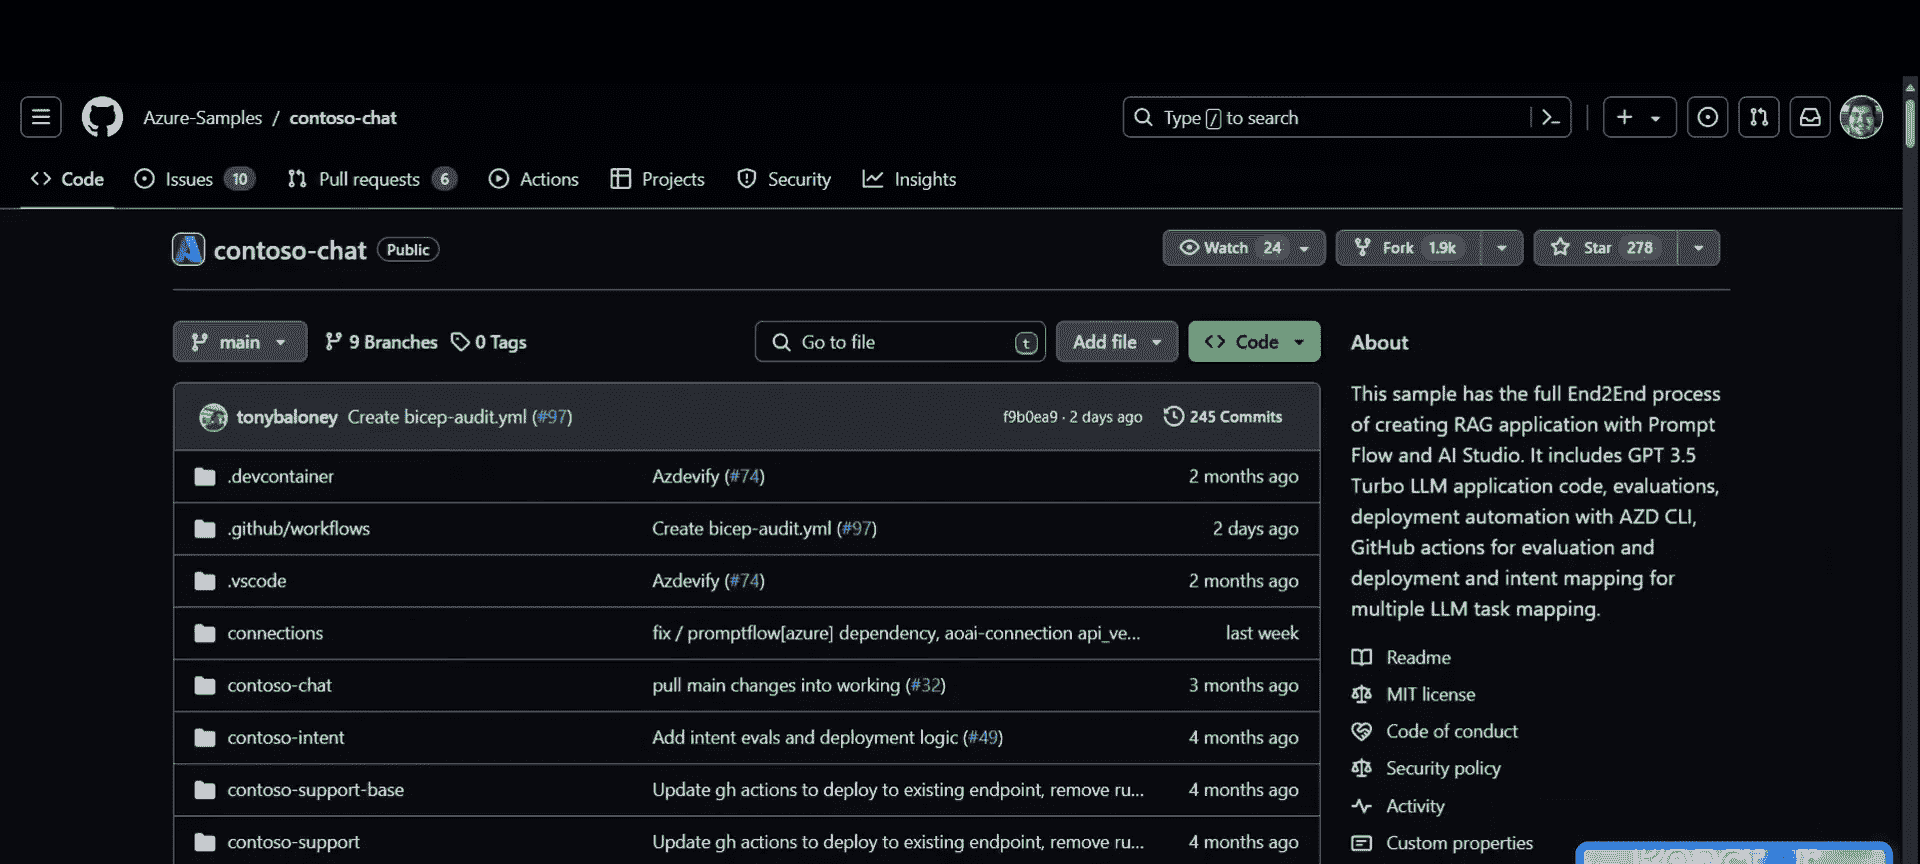 Azure-Samples / contoso-chat
Type / to search
Code
Issues 10
Pull requests 6
Actions
Projects
Security
Insights
contoso-chat Public
Watch 24
Fork 1.9k
Star 278
main
9 Branches
0 Tags
Go to file t
Add file
Code
tonybaloney Create bicep-audit.yml (#97) f9b0ea9 · 2 days ago 245 Commits
.devcontainer Azdevify (#74) 2 months ago
.github/workflows Create bicep-audit.yml (#97) 2 days ago
.vscode Azdevify (#74) 2 months ago
connections fix / promptflow[azure] dependency, aoai-connection api_ve... last week
contoso-chat pull main changes into working (#32) 3 months ago
contoso-intent Add intent evals and deployment logic (#49) 4 months ago
contoso-support-base Update gh actions to deploy to existing endpoint, remove ru... 4 months ago
contoso-support Update gh actions to deploy to existing endpoint, remove ru... 4 months ago
About
This sample has the full End2End process
of creating RAG application with Prompt
Flow and AI Studio. It includes GPT 3.5
Turbo LLM application code, evaluations,
deployment automation with AZD CLI,
GitHub actions for evaluation and
deployment and intent mapping for
multiple LLM task mapping.
Readme
MIT license
Code of conduct
Security policy
Activity
Custom properties